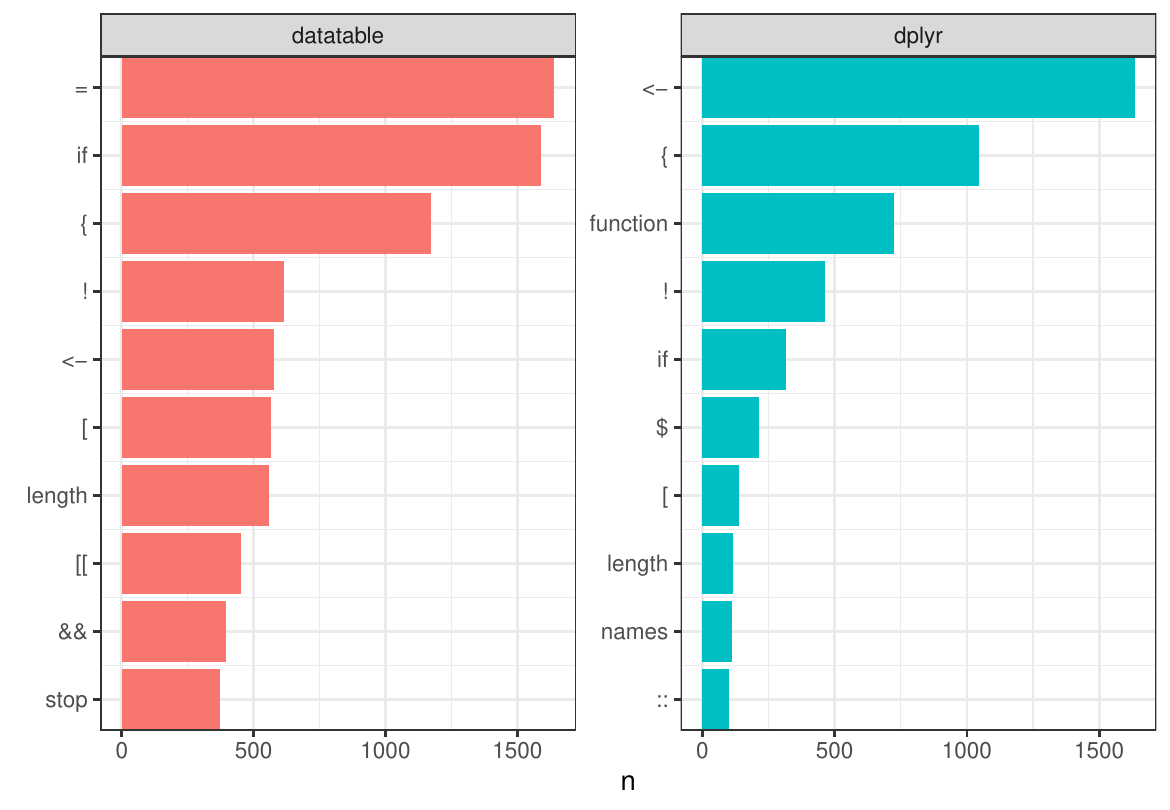 datatable
=
if
{
!
<-
[
length
[[
&&
stop
0 500 1000 1500
dplyr
<-
{
function
!
if
$
[
length
names
::
0 500 1000 1500
n